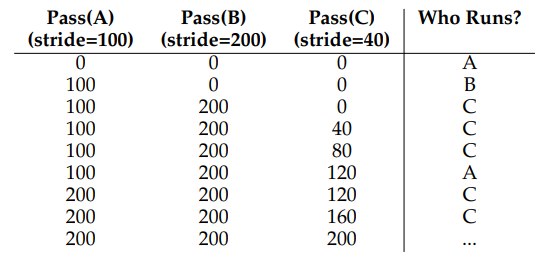 Pass(A) Pass(B) Pass(C) Who Runs?
(stride=100) (stride=200) (stride=40)
0 0 0 A
100 0 0 B
100 200 0 C
100 200 40 C
100 200 80 C
100 200 120 A
200 200 120 C
200 200 160 C
200 200 200 ...